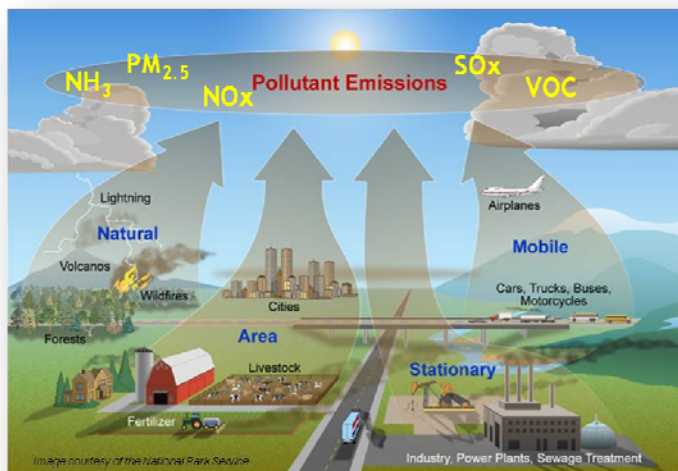 NH₃
PM₂.₅
NOx
Pollutant Emissions
SOx
VOC
Lightning
Natural
Volcanos
Wildfires
Forests
Airplanes
Mobile
Cars, Trucks, Buses,
Motorcycles
Cities
Area
Livestock
Fertilizer
Stationary
Industry, Power Plants, Sewage Treatment
Image courtesy of the National Park Service